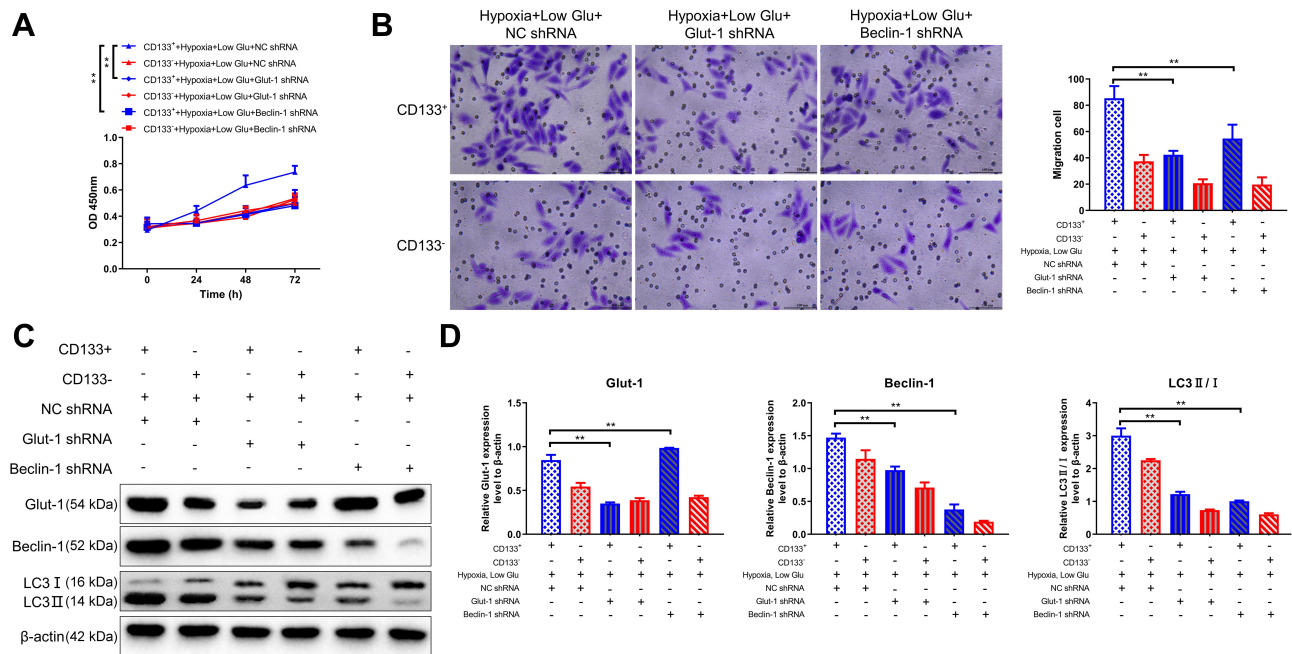 A
CD133⁺+Hypoxia+Low Glu+NC shRNA
CD133⁻+Hypoxia+Low Glu+NC shRNA
CD133⁺+Hypoxia+Low Glu+Glut-1 shRNA
CD133⁻+Hypoxia+Low Glu+Glut-1 shRNA
CD133⁺+Hypoxia+Low Glu+Beclin-1 shRNA
CD133⁻+Hypoxia+Low Glu+Beclin-1 shRNA
**
**
OD 450nm
1.0
0.8
0.6
0.4
0.2
0.0
0 24 48 72
Time (h)
B
Hypoxia+Low Glu+
NC shRNA
Hypoxia+Low Glu+
Glut-1 shRNA
Hypoxia+Low Glu+
Beclin-1 shRNA
CD133⁺
CD133⁻
Migration cell
100
80
60
40
20
0
**
**
CD133⁺ + - + - + -
CD133⁻ - + - + - +
Hypoxia, Low Glu + + + + + +
NC shRNA + + - - - -
Glut-1 shRNA - - + + - -
Beclin-1 shRNA - - - - + +
C
CD133+ + - + - + -
CD133- - + - + - +
+ + + + + +
NC shRNA + + - - - -
Glut-1 shRNA - - + + - -
Beclin-1 shRNA - - - - + +
Glut-1(54 kDa)
Beclin-1(52 kDa)
LC3Ⅰ(16 kDa)
LC3Ⅱ(14 kDa)
β-actin(42 kDa)
D
Glut-1
Relative Glut-1 expression
level to β-actin
1.5
1.0
0.5
0.0
**
**
CD133⁺ + - + - + -
CD133⁻ - + - + - +
Hypoxia, Low Glu + + + + + +
NC shRNA + + - - - -
Glut-1 shRNA - - + + - -
Beclin-1 shRNA - - - - + +
Beclin-1
Relative Beclin-1 expression
level to β-actin
2.0
1.5
1.0
0.5
0.0
**
**
CD133⁺ + - + - + -
CD133⁻ - + - + - +
Hypoxia, Low Glu + + + + + +
NC shRNA + + - - - -
Glut-1 shRNA - - + + - -
Beclin-1 shRNA - - - - + +
LC3Ⅱ/Ⅰ
Relative LC3Ⅱ/Ⅰ expression
level to β-actin
4
3
2
1
0
**
**
CD133⁺ + - + - + -
CD133⁻ - + - + - +
Hypoxia, Low Glu + + + + + +
NC shRNA + + - - - -
Glut-1 shRNA - - + + - -
Beclin-1 shRNA - - - - + +